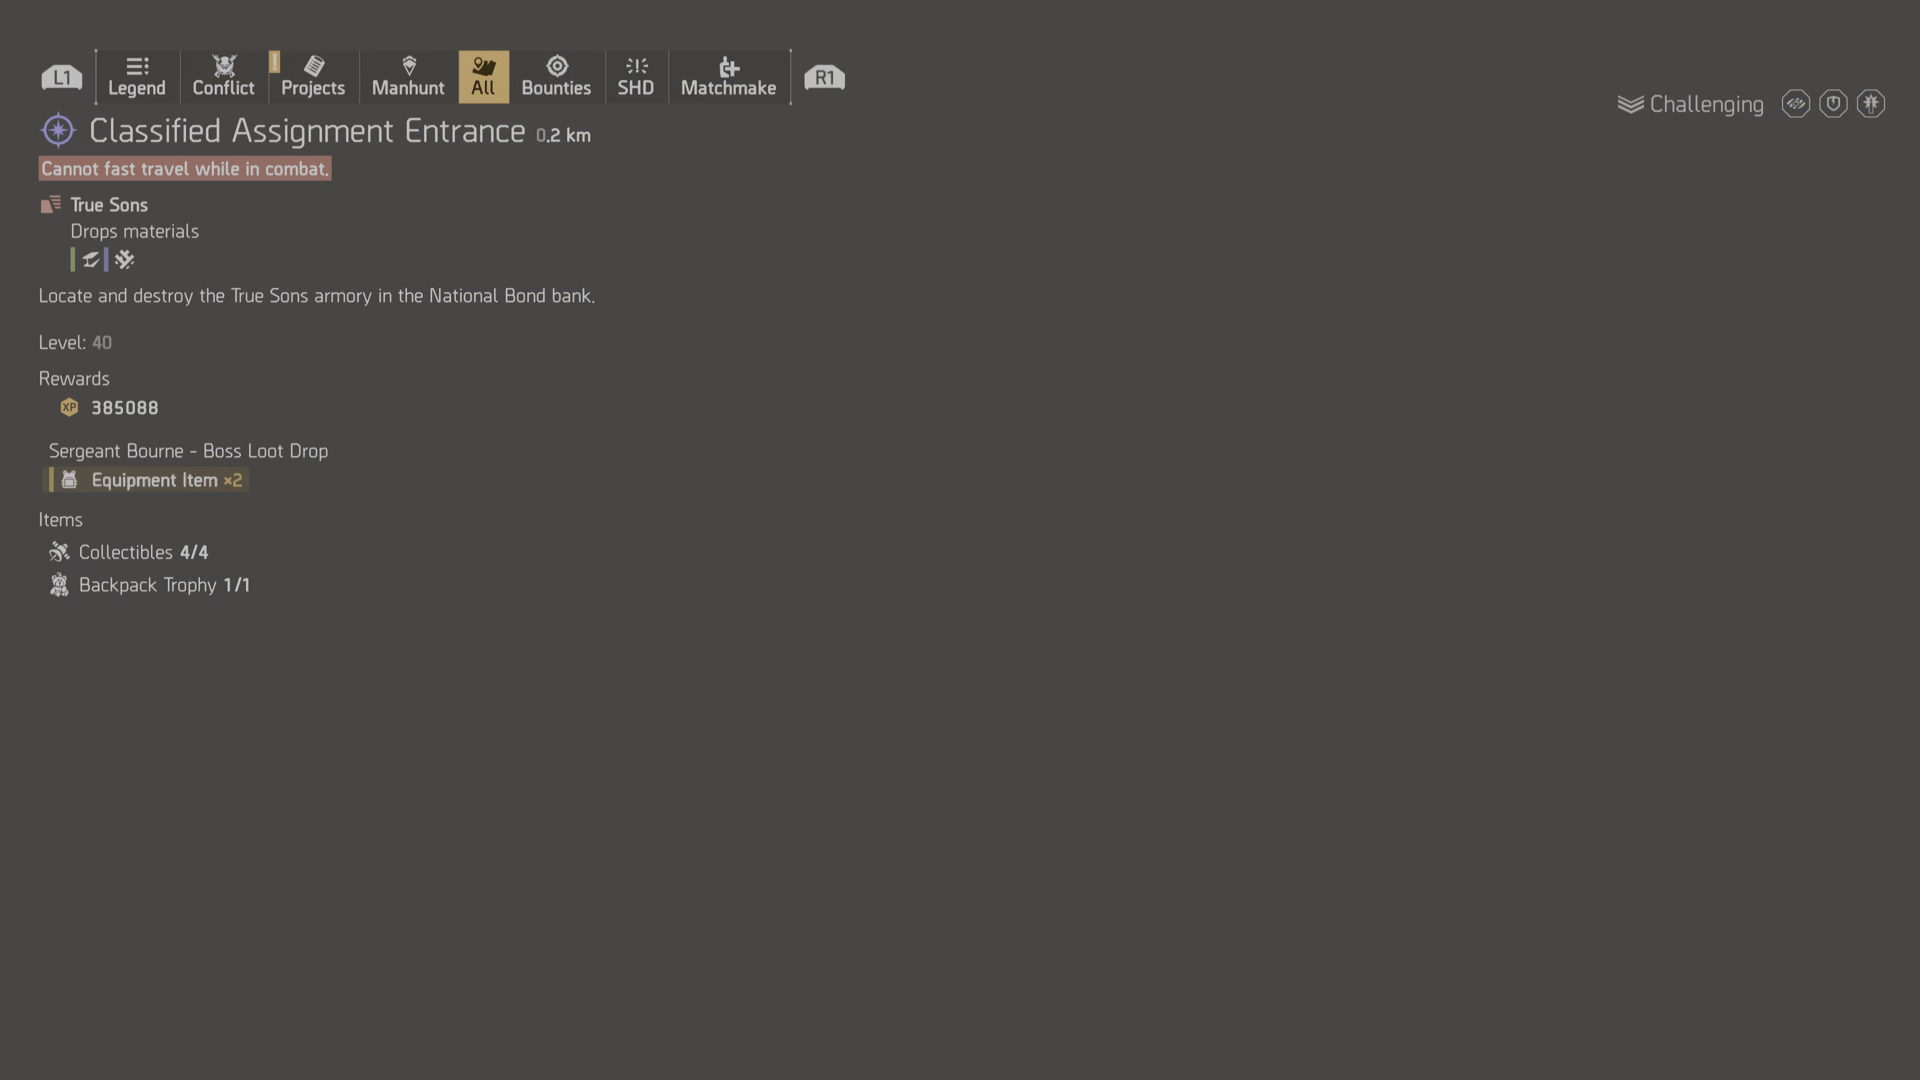 L1 Legend Conflict ! Projects Manhunt All Bounties SHD Matchmake R1
Challenging
Classified Assignment Entrance 0.2 km
Cannot fast travel while in combat.
True Sons
Drops materials
Locate and destroy the True Sons armory in the National Bond bank.
Level: 40
Rewards
XP 385088
Sergeant Bourne - Boss Loot Drop
Equipment Item ×2
Items
Collectibles 4/4
Backpack Trophy 1/1